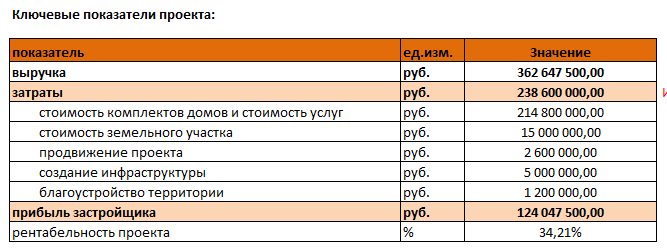 Ключевые показатели проекта:
показатель ед.изм. Значение
выручка руб. 362 647 500,00
затраты руб. 238 600 000,00
стоимость комплектов домов и стоимость услуг руб. 214 800 000,00
стоимость земельного участка руб. 15 000 000,00
продвижение проекта руб. 2 600 000,00
создание инфраструктуры руб. 5 000 000,00
благоустройство территории руб. 1 200 000,00
прибыль застройщика руб. 124 047 500,00
рентабельность проекта % 34,21%